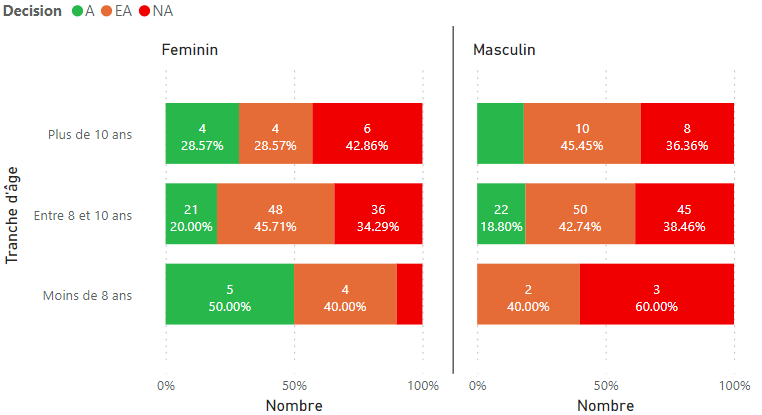 Decision A EA NA
Feminin
Masculin
Tranche d'âge
Plus de 10 ans
4 4 6 10 8
28.57% 28.57% 42.86% 45.45% 36.36%
Entre 8 et 10 ans
21 48 36 22 50 45
20.00% 45.71% 34.29% 18.80% 42.74% 38.46%
Moins de 8 ans
5 4 2 3
50.00% 40.00% 40.00% 60.00%
0% 50% 100% 0% 50% 100%
Nombre Nombre